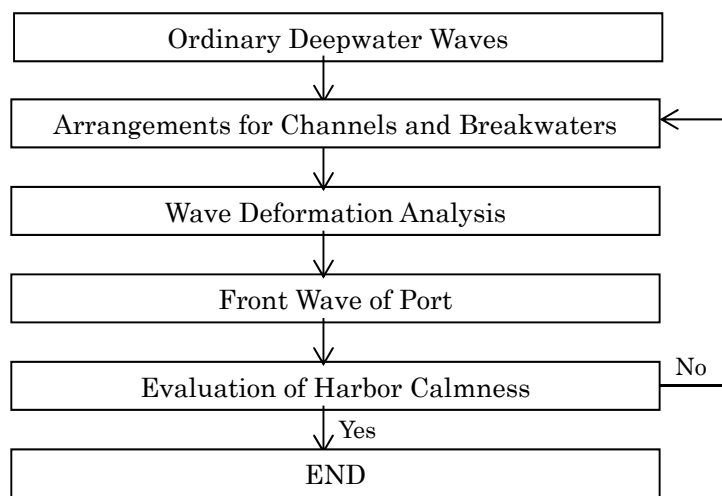 Ordinary Deepwater Waves
Arrangements for Channels and Breakwaters
Wave Deformation Analysis
Front Wave of Port
Evaluation of Harbor Calmness
No
Yes
END